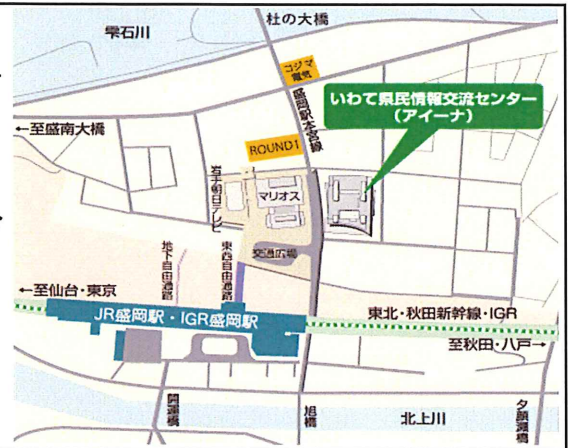 杜の大橋
雫石川
コジマ
電気
盛岡駅本宮線
いわて県民情報交流センター
(アイーナ)
←至盛南大橋
ROUND1
岩手朝日テレビ
マリオス
地下自由通路
東西自由通路
交通広場
←至仙台・東京
JR盛岡駅・IGR盛岡駅
東北・秋田新幹線・IGR
至秋田・八戸→
開運橋
旭橋
北上川
夕顔瀬橋